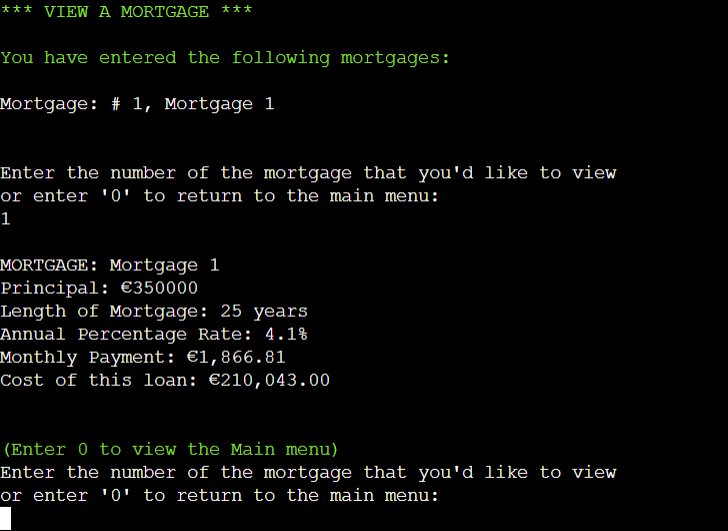 *** VIEW A MORTGAGE ***
You have entered the following mortgages:
Mortgage: # 1, Mortgage 1
Enter the number of the mortgage that you'd like to view
or enter '0' to return to the main menu:
1
MORTGAGE: Mortgage 1
Principal: €350000
Length of Mortgage: 25 years
Annual Percentage Rate: 4.1%
Monthly Payment: €1,866.81
Cost of this loan: €210,043.00
(Enter 0 to view the Main menu)
Enter the number of the mortgage that you'd like to view
or enter '0' to return to the main menu: